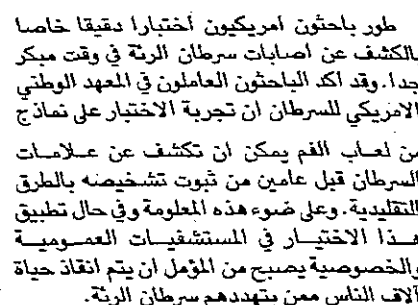 طور باحثون امريكيون أختبارا دقيقا خاصا
بالكشف عن اصابات سرطان الرئة في وقت مبكر
جدا. وقد اكد الباحثون العاملون في المعهد الوطني
الامريكي للسرطان ان تجربة الاختبار على نماذج
من لعاب الفم يمكن ان تكشف عن علامات
السرطان قبل عامين من ثبوت تشخيصه بالطرق
التقليدية. وعلى ضوء هذه المعلومة وفي حال تطبيق
هذا الاختبار في المستشفيات العمومية
والخصوصية يصبح من المؤمل ان يتم انقاذ حياة
آلاف الناس ممن يتهددهم سرطان الرئة.